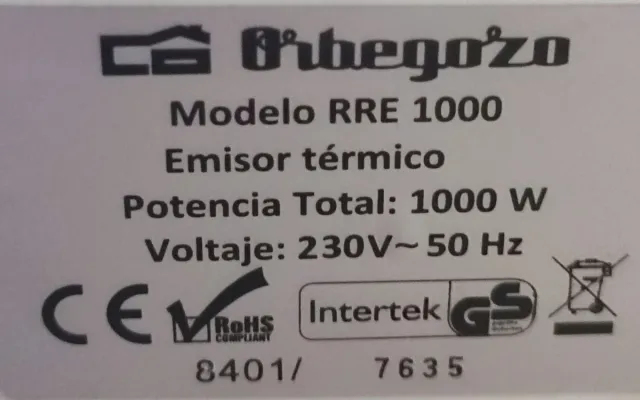 Orbegozo
Modelo RRE 1000
Emisor térmico
Potencia Total: 1000 W
Voltaje: 230V~ 50 Hz
CE RoHS COMPLIANT Intertek GS
8401/ 7635